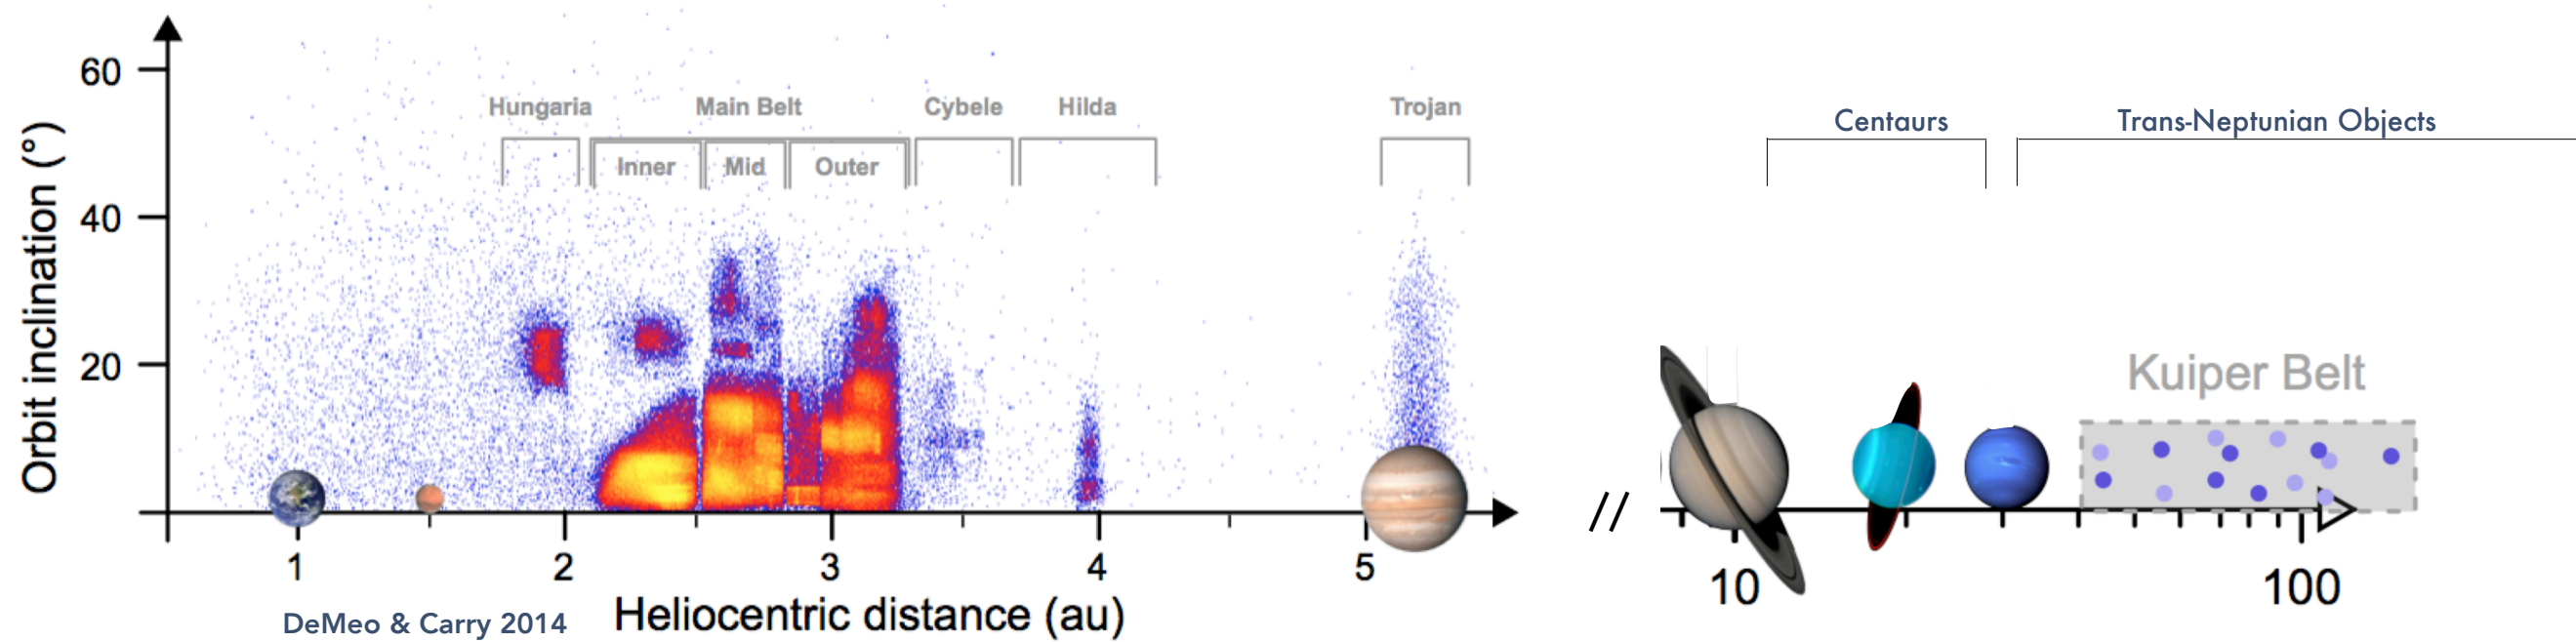 60
Hungaria
Main Belt
Cybele
Hilda
Trojan
Centaurs
Trans-Neptunian Objects
Inner
Mid
Outer
Orbit inclination (°)
40
20
Kuiper Belt
//
1
2
3
4
5
10
100
DeMeo & Carry 2014
Heliocentric distance (au)